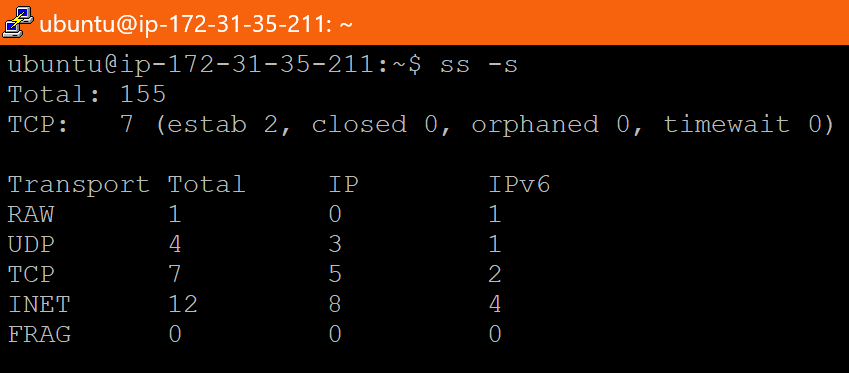 ubuntu@ip-172-31-35-211: ~
ubuntu@ip-172-31-35-211:~$ ss -s
Total: 155
TCP:   7 (estab 2, closed 0, orphaned 0, timewait 0)

Transport Total     IP        IPv6
RAW       1         0         1
UDP       4         3         1
TCP       7         5         2
INET      12        8         4
FRAG      0         0         0